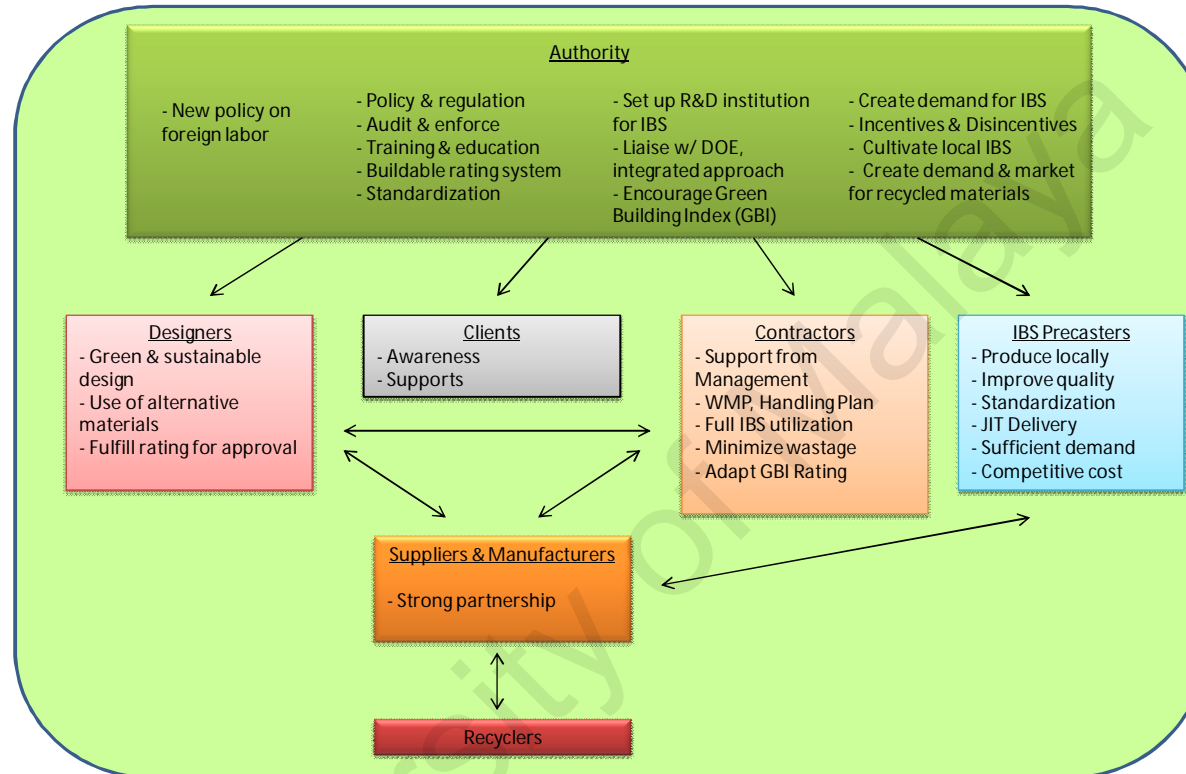 Authority
- New policy on
foreign labor
- Policy & regulation
- Audit & enforce
- Training & education
- Buildable rating system
- Standardization
- Set up R&D institution
for IBS
- Liaise w/ DOE,
integrated approach
- Encourage Green
Building Index (GBI)
- Create demand for IBS
- Incentives & Disincentives
- Cultivate local IBS
- Create demand & market
for recycled materials
Designers
- Green & sustainable
design
- Use of alternative
materials
- Fulfill rating for approval
Clients
- Awareness
- Supports
Contractors
- Support from
Management
- WMP, Handling Plan
- Full IBS utilization
- Minimize wastage
- Adapt GBI Rating
IBS Precasters
- Produce locally
- Improve quality
- Standardization
- JIT Delivery
- Sufficient demand
- Competitive cost
Suppliers & Manufacturers
- Strong partnership
Recyclers
rsity of Malaya